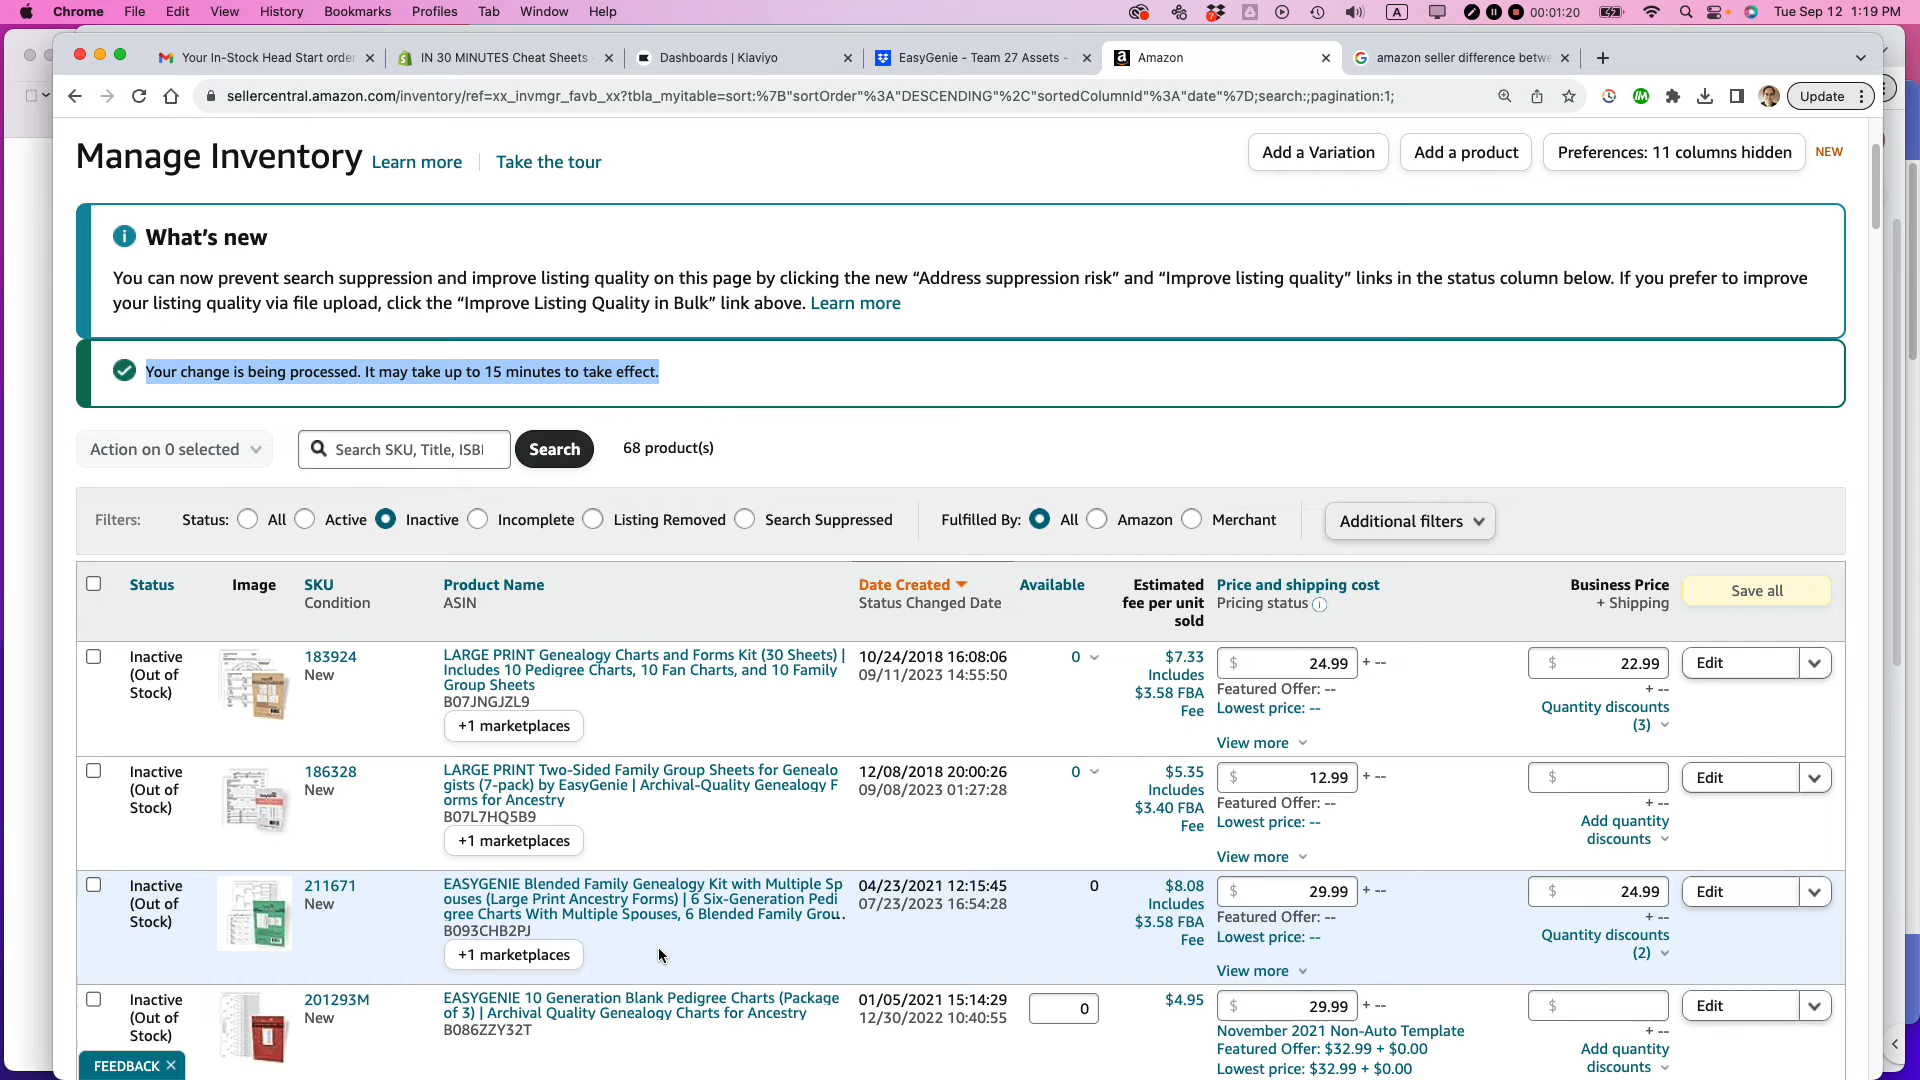 Chrome File Edit View History Bookmarks Profiles Tab Window Help 00:01:20 Tue Sep 12 1:19 PM
Your In-Stock Head Start order IN 30 MINUTES Cheat Sheets Dashboards | Klaviyo EasyGenie - Team 27 Assets - Amazon amazon seller difference betwe
sellercentral.amazon.com/inventory/ref=xx_invmgr_favb_xx?tbla_myitable=sort:%7B"sortOrder"%3A"DESCENDING"%2C"sortedColumnId"%3A"date"%7D;search:;pagination:1; Update
Manage Inventory Learn more Take the tour Add a Variation Add a product Preferences: 11 columns hidden NEW
What's new
You can now prevent search suppression and improve listing quality on this page by clicking the new “Address suppression risk” and “Improve listing quality” links in the status column below. If you prefer to improve
your listing quality via file upload, click the “Improve Listing Quality in Bulk” link above. Learn more
Your change is being processed. It may take up to 15 minutes to take effect.
Action on 0 selected Search SKU, Title, ISBI Search 68 product(s)
Filters: Status: All Active Inactive Incomplete Listing Removed Search Suppressed Fulfilled By: All Amazon Merchant Additional filters
Status Image SKU Product Name Date Created Available Estimated Price and shipping cost Business Price Save all
Condition ASIN Status Changed Date fee per unit Pricing status + Shipping
sold
Inactive 183924 LARGE PRINT Genealogy Charts and Forms Kit (30 Sheets) | 10/24/2018 16:08:06 0 $7.33 $ 24.99 + -- $ 22.99 Edit
(Out of New Includes 10 Pedigree Charts, 10 Fan Charts, and 10 Family 09/11/2023 14:55:50 Includes Featured Offer: -- + --
Stock) Group Sheets $3.58 FBA Lowest price: -- Quantity discounts
B07JNGJZL9 Fee (3)
+1 marketplaces View more
Inactive 186328 LARGE PRINT Two-Sided Family Group Sheets for Genealo 12/08/2018 20:00:26 0 $5.35 $ 12.99 + -- $ Edit
(Out of New gists (7-pack) by EasyGenie | Archival-Quality Genealogy F 09/08/2023 01:27:28 Includes Featured Offer: -- + --
Stock) orms for Ancestry $3.40 FBA Lowest price: -- Add quantity
B07L7HQ5B9 Fee discounts
+1 marketplaces View more
Inactive 211671 EASYGENIE Blended Family Genealogy Kit with Multiple Sp 04/23/2021 12:15:45 0 $8.08 $ 29.99 + -- $ 24.99 Edit
(Out of New ouses (Large Print Ancestry Forms) | 6 Six-Generation Pedi 07/23/2023 16:54:28 Includes Featured Offer: -- + --
Stock) gree Charts With Multiple Spouses, 6 Blended Family Grou... $3.58 FBA Lowest price: -- Quantity discounts
B093CHB2PJ Fee (2)
+1 marketplaces View more
Inactive 201293M EASYGENIE 10 Generation Blank Pedigree Charts (Package 01/05/2021 15:14:29 0 $4.95 $ 29.99 + -- $ Edit
(Out of New of 3) | Archival Quality Genealogy Charts for Ancestry 12/30/2022 10:40:55 November 2021 Non-Auto Template + --
Stock) B086ZZY32T Featured Offer: $32.99 + $0.00 Add quantity
FEEDBACK Lowest price: $32.99 + $0.00 discounts